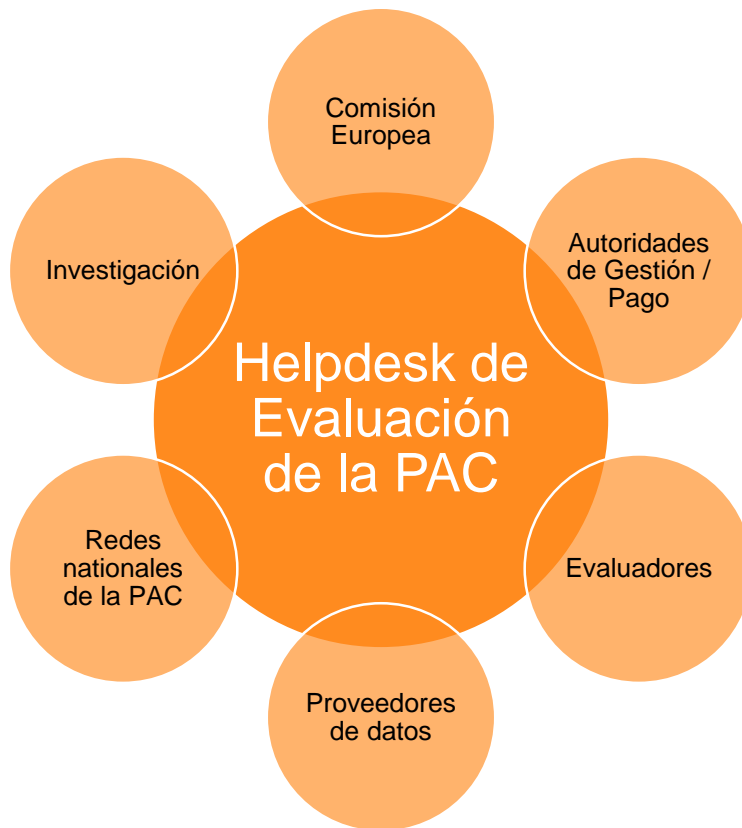 Comisión
Europea
Autoridades
de Gestión /
Pago
Investigación
Helpdesk de
Evaluación
de la PAC
Redes
nationales
de la PAC
Evaluadores
Proveedores
de datos